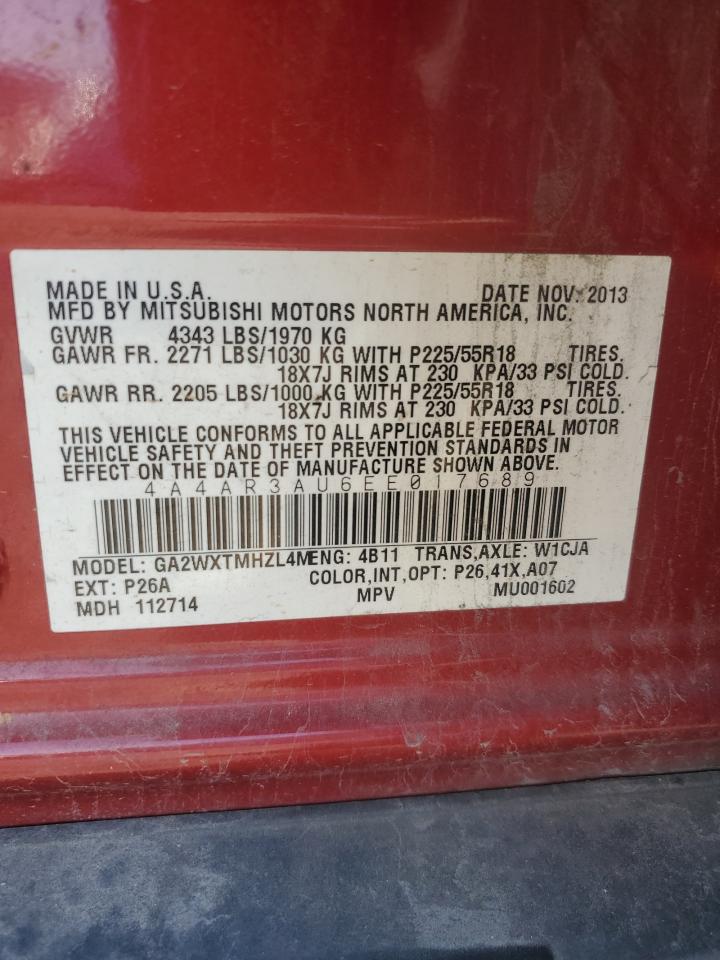 MADE IN U.S.A. DATE NOV. 2013
MFD BY MITSUBISHI MOTORS NORTH AMERICA, INC.
GVWR 4343 LBS/1970 KG
GAWR FR. 2271 LBS/1030 KG WITH P225/55R18 TIRES.
18X7J RIMS AT 230 KPA/33 PSI COLD.
GAWR RR. 2205 LBS/1000 KG WITH P225/55R18 TIRES.
18X7J RIMS AT 230 KPA/33 PSI COLD.
THIS VEHICLE CONFORMS TO ALL APPLICABLE FEDERAL MOTOR
VEHICLE SAFETY AND THEFT PREVENTION STANDARDS IN
EFFECT ON THE DATE OF MANUFACTURE SHOWN ABOVE.
4A4AR3AU6EE017689
MODEL: GA2WXTMHZL4MENG: 4B11 TRANS,AXLE: W1CJA
EXT: P26A COLOR,INT,OPT: P26,41X,A07
MDH 112714 MPV MU001602